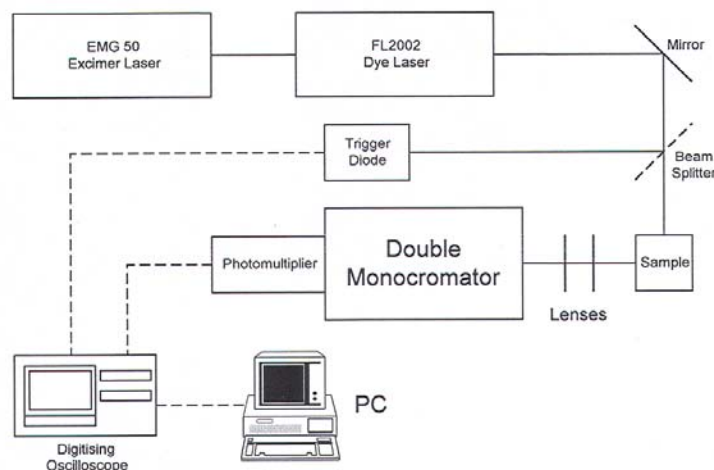 EMG 50
Excimer Laser
FL2002
Dye Laser
Mirror
Trigger
Diode
Beam
Splitter
Photomultiplier
Double
Monocromator
Sample
Lenses
PC
Digitising
Oscilloscope